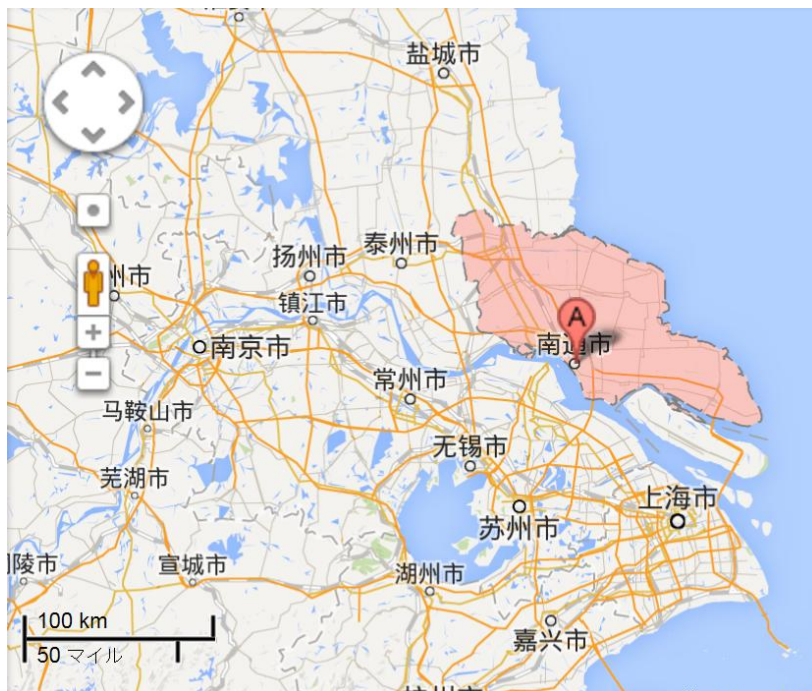 盐城市
泰州市
扬州市
州市
镇江市
A
南通市
南京市
常州市
马鞍山市
无锡市
芜湖市
上海市
苏州市
陵市
宣城市
湖州市
100 km
50 マイル
嘉兴市